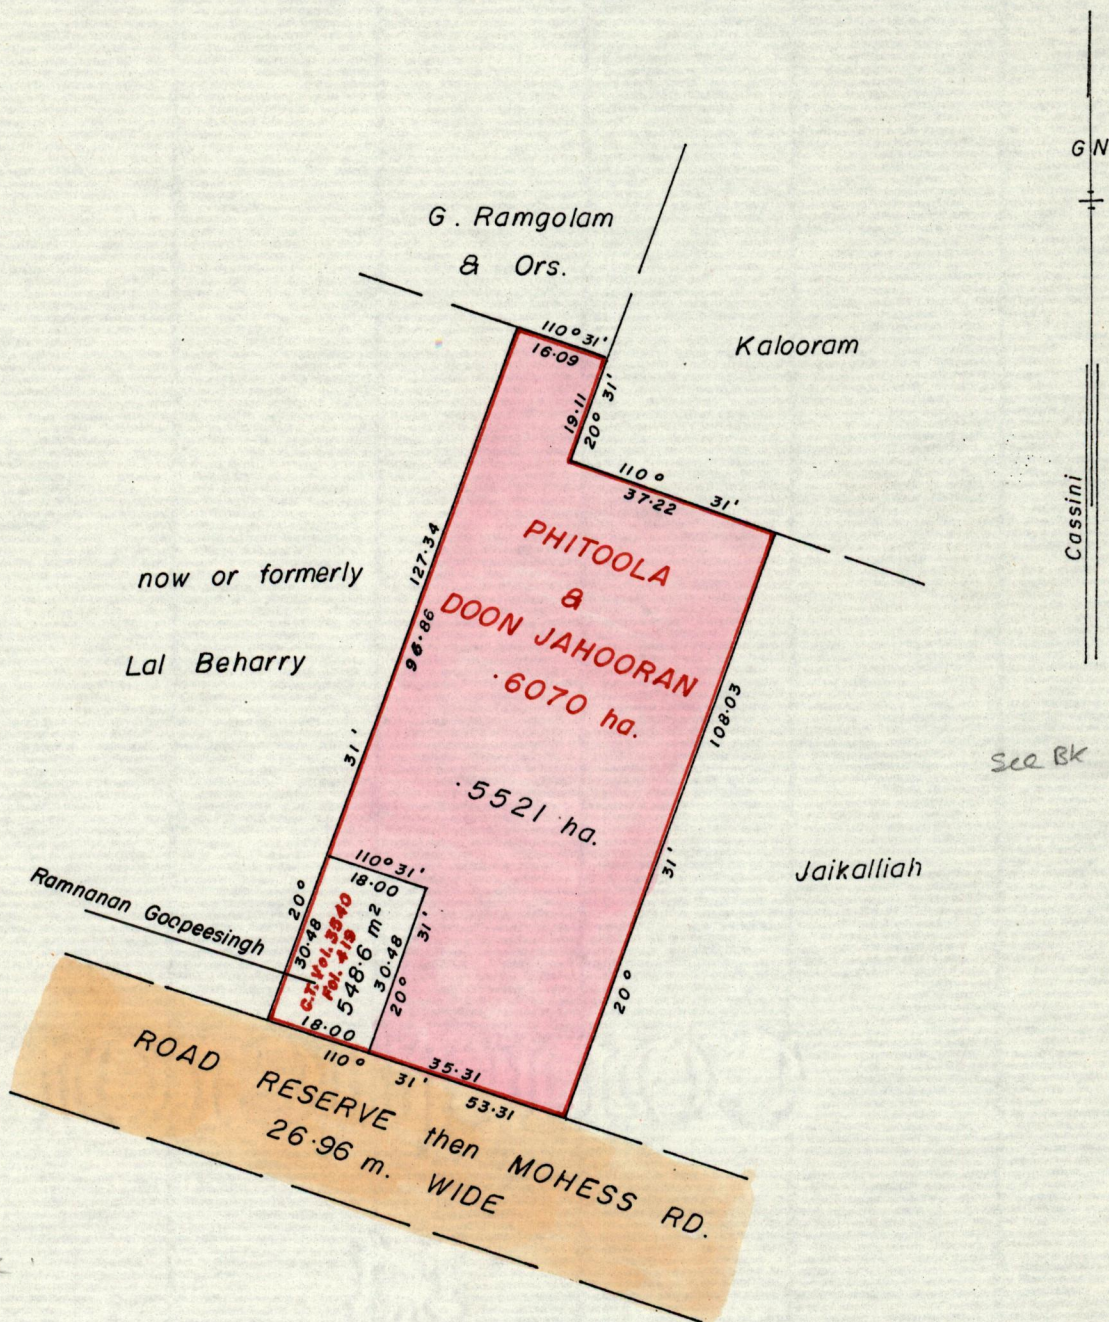 G N
G. Ramgolam
& Ors.
110° 31'
16·09
Kalooram
19·11
20° 31'
110° 31'
37·22
Cassini
PHITOOLA
&
DOON JAHOORAN
·6070 ha.
127·34
96·86
now or formerly
Lal Beharry
108·03
31'
See Bk
·5521 ha.
Jaikalliah
31'
110° 31'
18·00
Ramnanan Goopeesingh
20°
30·48
C.T. Vol. 3540
Fol. 419
548·6 m2
30·48
20°
31'
20°
18·00
110° 31'
35·31
53·31
ROAD RESERVE then MOHESS RD.
26·96 m. WIDE